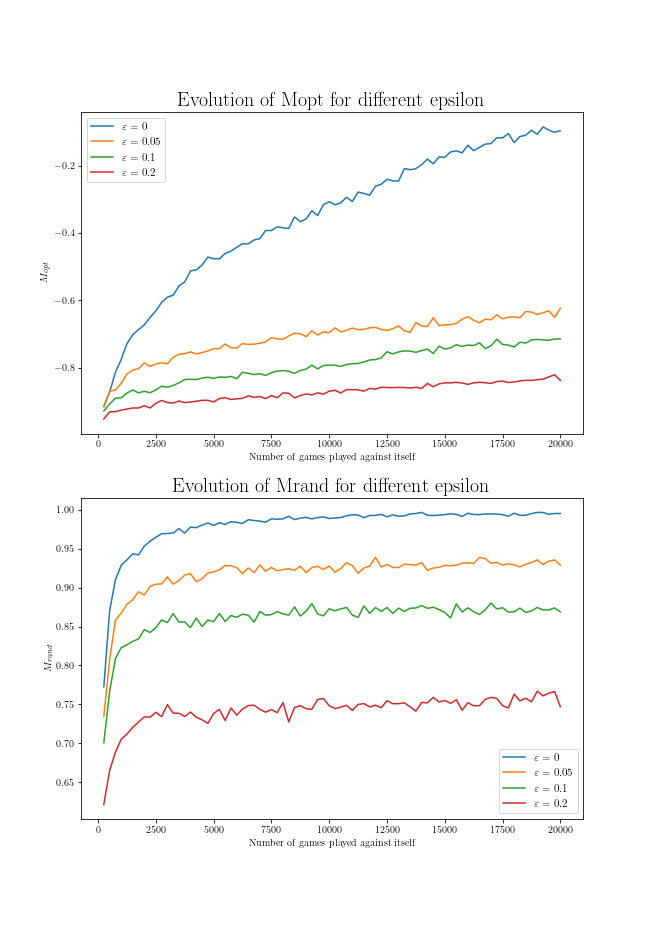 Evolution of Mopt for different epsilon
ε = 0
ε = 0.05
ε = 0.1
ε = 0.2
−0.2
−0.4
−0.6
−0.8
M_opt
0 2500 5000 7500 10000 12500 15000 17500 20000
Number of games played against itself
Evolution of Mrand for different epsilon
1.00
0.95
0.90
0.85
0.80
0.75
0.70
0.65
M_rand
ε = 0
ε = 0.05
ε = 0.1
ε = 0.2
0 2500 5000 7500 10000 12500 15000 17500 20000
Number of games played against itself